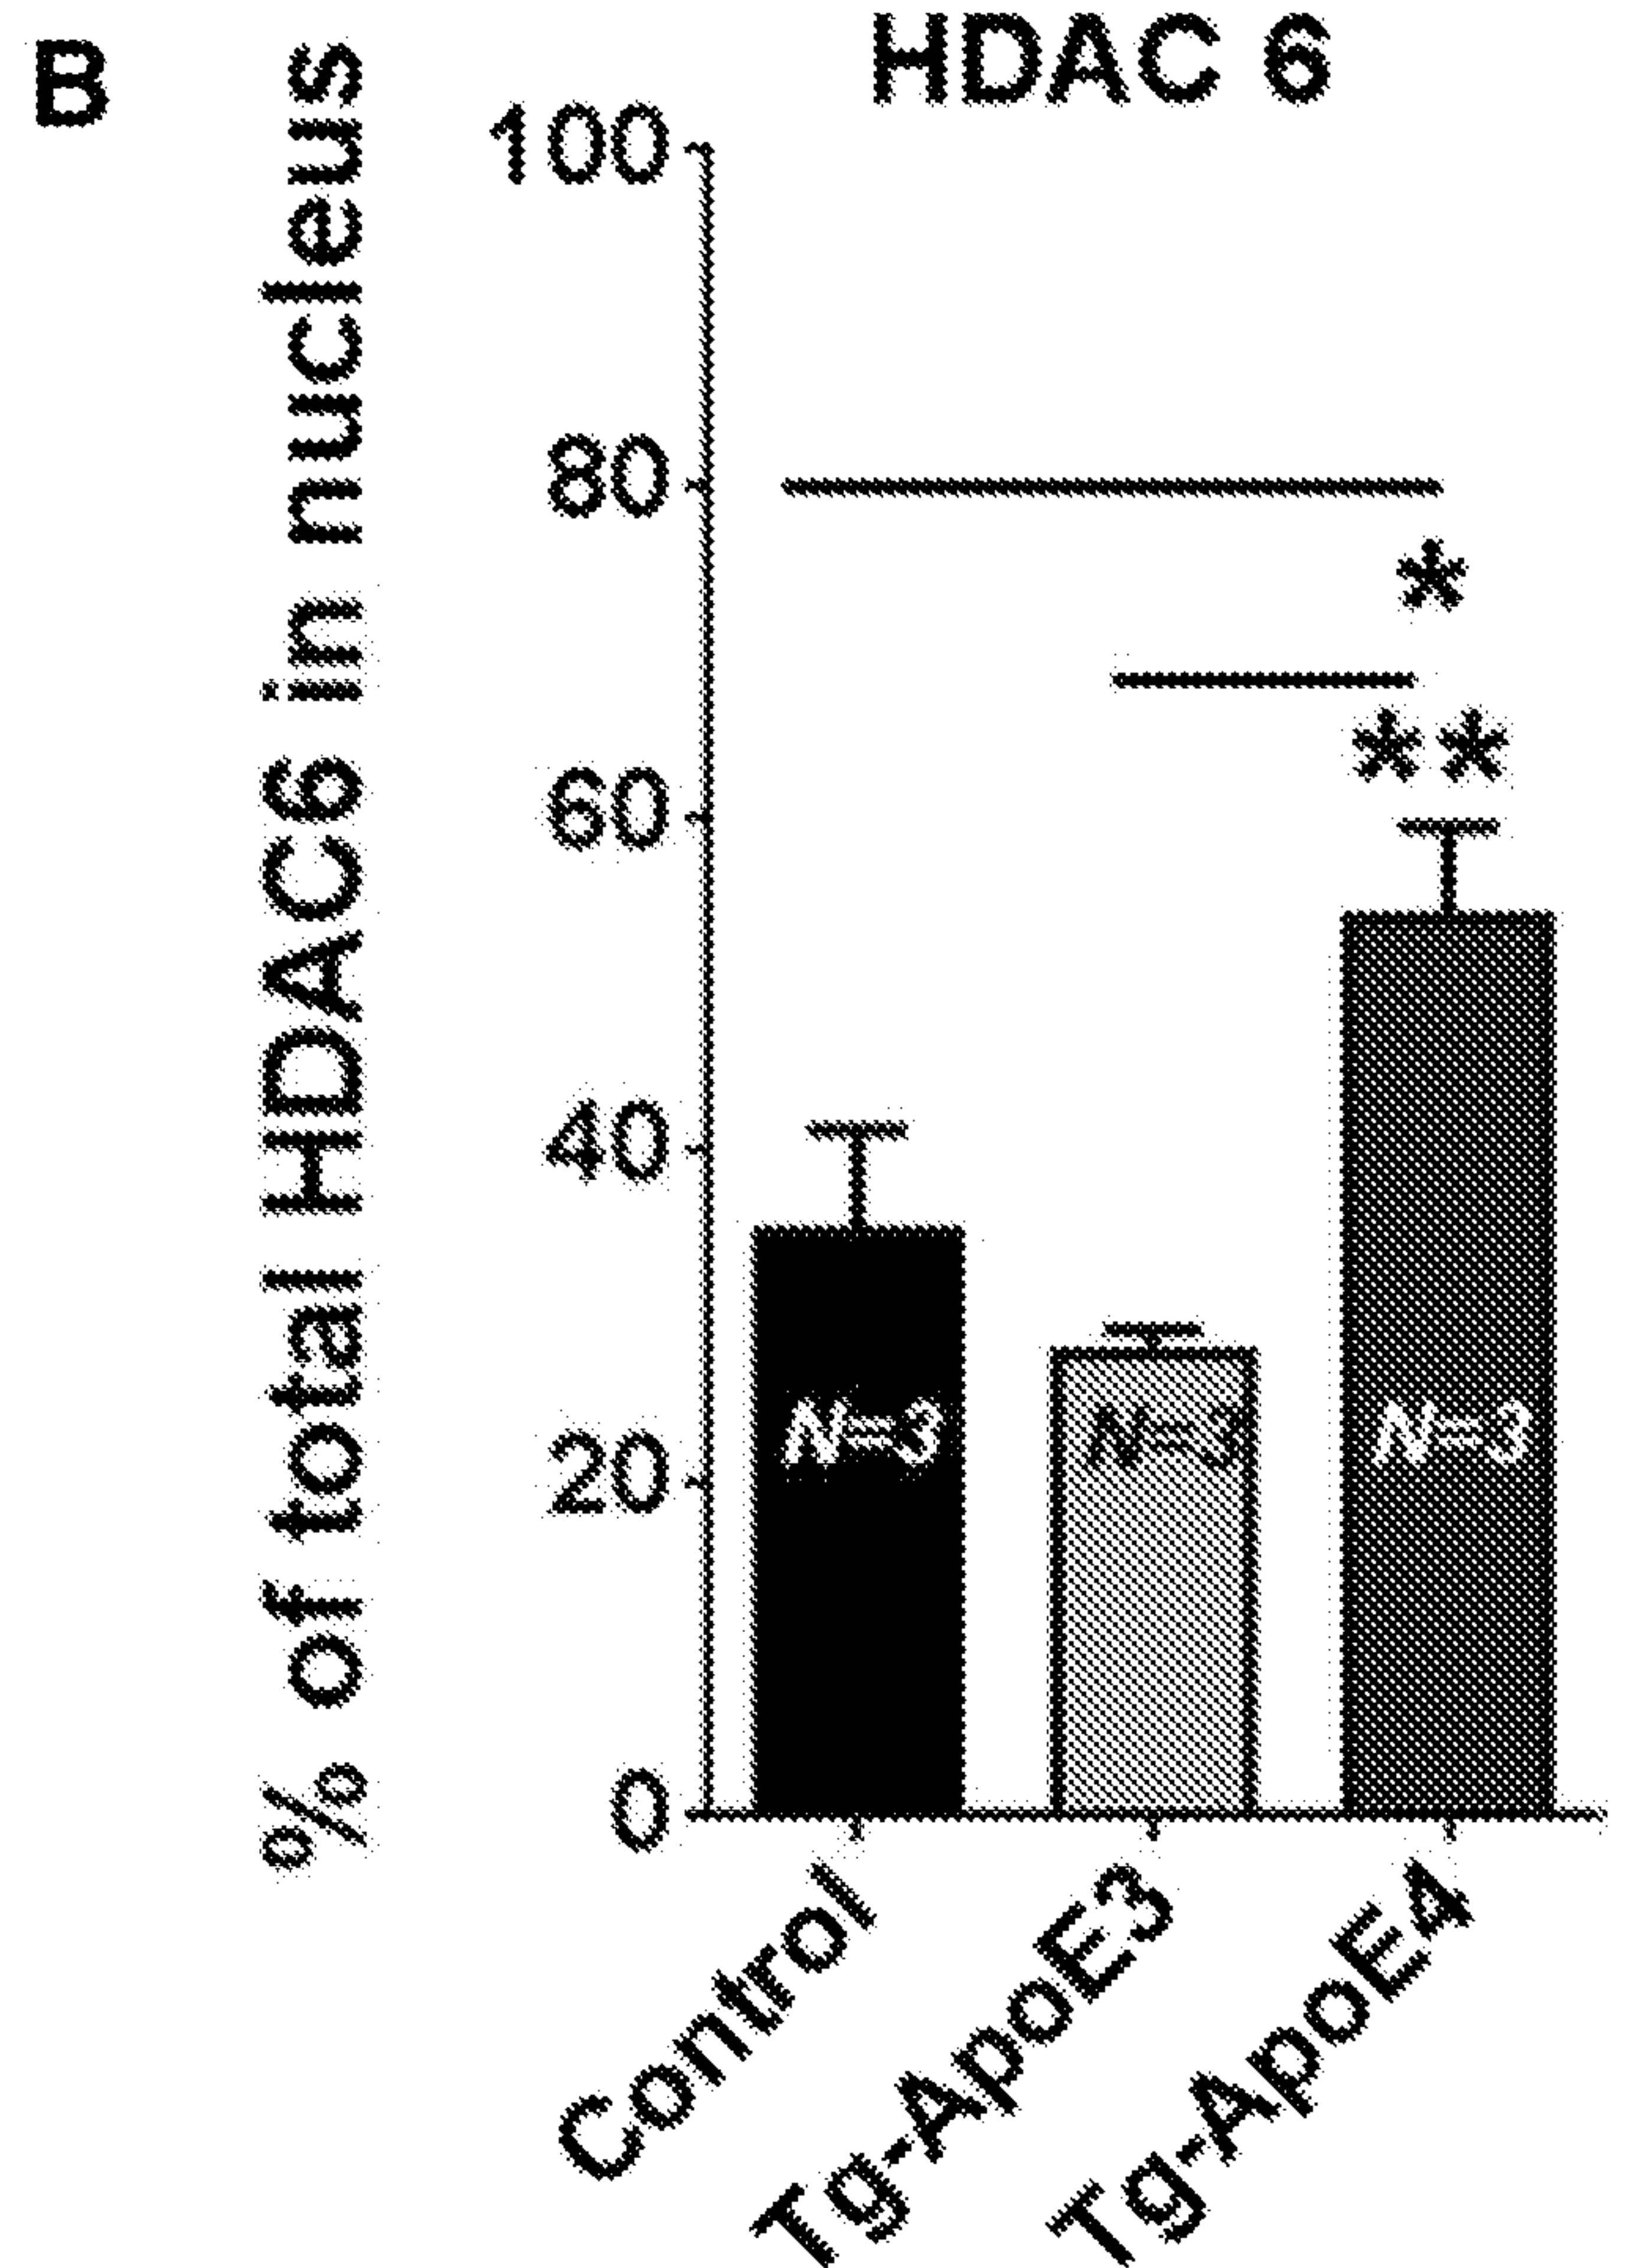 B
HDAC 6
% of total HDAC6 in nucleus
100
80
60
40
20
0
*
**
N=3
N=3
N=3
Control
Tg-ApoE3
Tg-ApoE4